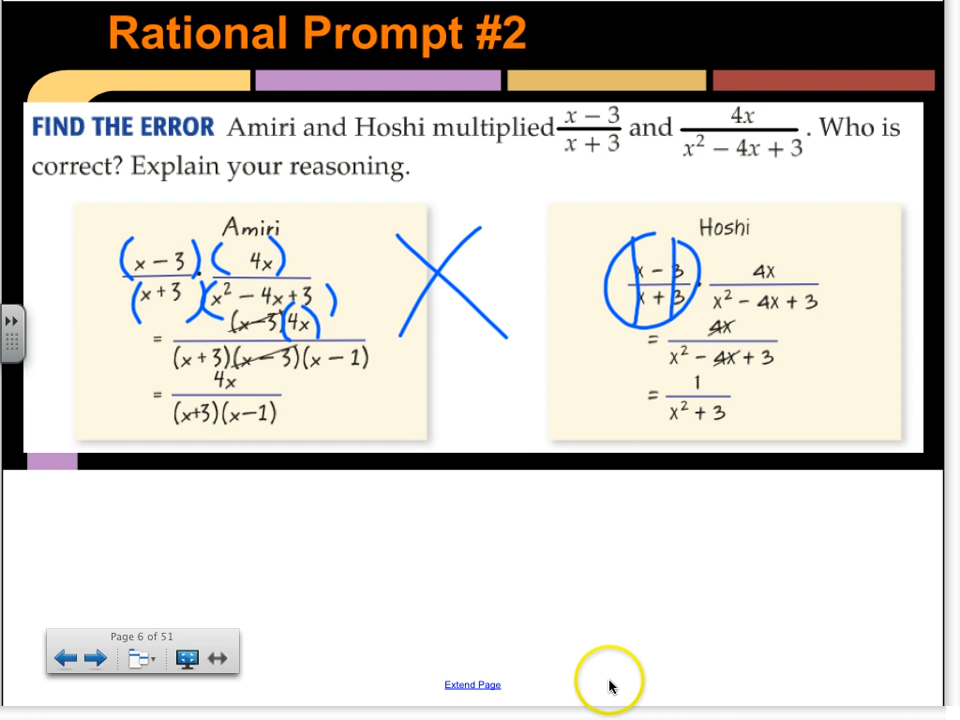 Rational Prompt #2
FIND THE ERROR Amiri and Hoshi multiplied x − 3 / x + 3 and 4x / x² − 4x + 3 . Who is
correct? Explain your reasoning.
Amiri
(x − 3) / (x + 3) · (4x) / (x² − 4x + 3)
= (x − 3)(4x) / (x + 3)(x − 3)(x − 1)
= 4x / (x+3)(x−1)
Hoshi
x − 3 / x + 3 · 4x / x² − 4x + 3
= 4x / x² − 4x + 3
= 1 / x² + 3
Page 6 of 51
Extend Page